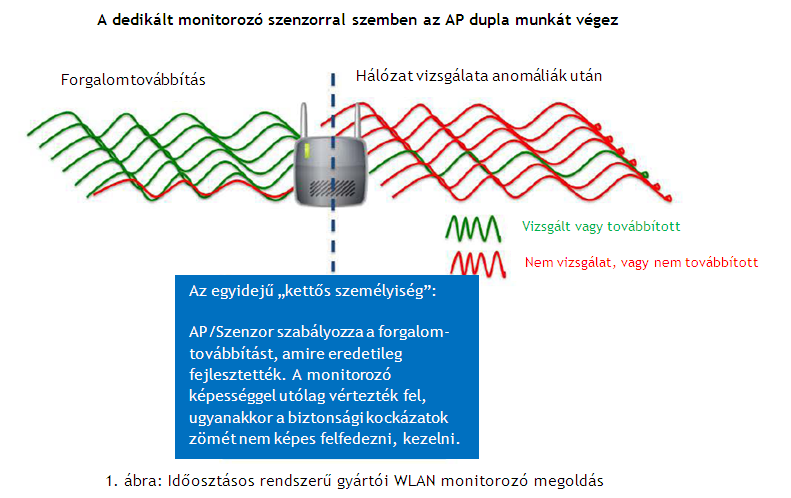 A dedikált monitorozó szenzorral szemben az AP dupla munkát végez
Forgalomtovábbítás
Hálózat vizsgálata anomáliák után
Vizsgált vagy továbbított
Nem vizsgálat, vagy nem továbbított
Az egyidejű „kettős személyiség”:
AP/Szenzor szabályozza a forgalom-
továbbítást, amire eredetileg
fejlesztették. A monitorozó
képességgel utólag vértezték fel,
ugyanakkor a biztonsági kockázatok
zömét nem képes felfedezni, kezelni.
1. ábra: Időosztásos rendszerű gyártói WLAN monitorozó megoldás